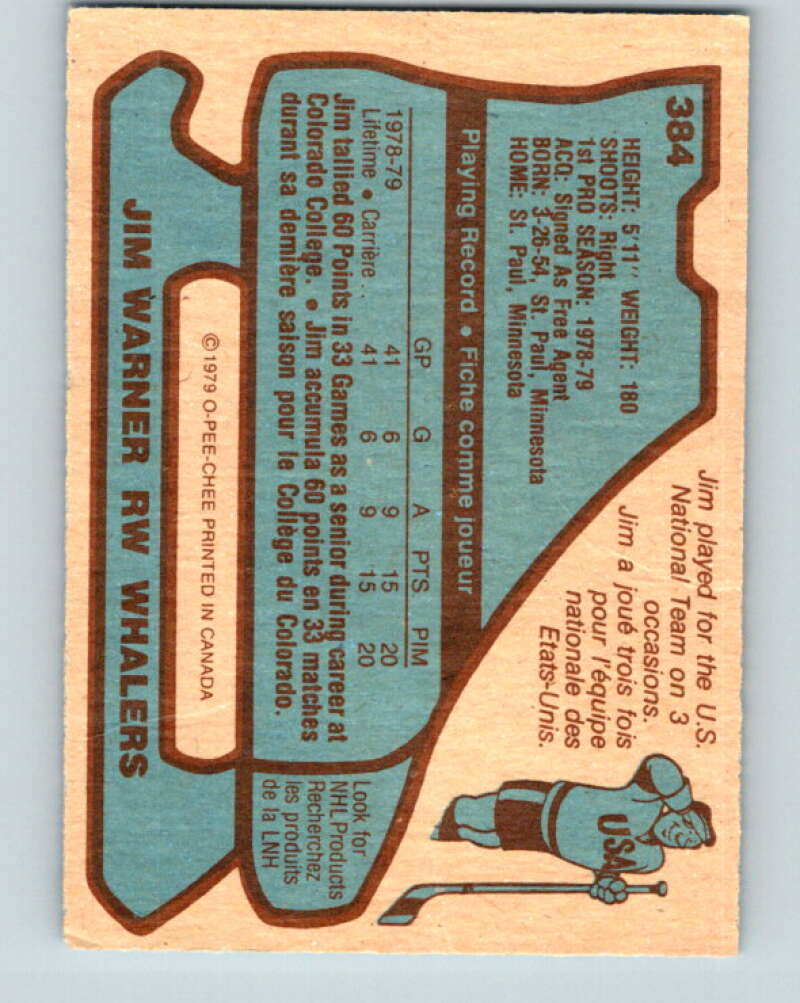 384
HEIGHT: 5'11" WEIGHT: 180
SHOOTS: Right
1st PRO SEASON: 1978-79
ACQ: Signed As Free Agent
BORN: 3-26-54, St. Paul, Minnesota
HOME: St. Paul, Minnesota
Jim played for the U.S.
National Team on 3
occasions.
Jim a joué trois fois
pour l'équipe
nationale des
Etats-Unis.
USA
Playing Record • Fiche comme joueur
GP G A PTS PIM
1978-79 41 6 9 15 20
Lifetime • Carrière .. 41 6 9 15 20
Jim tallied 60 Points in 33 Games as a senior during career at
Colorado College. • Jim accumula 60 points en 33 matches
durant sa dernière saison pour le Collège du Colorado.
Look for
NHL Products
Recherchez
les produits
de la LNH
©1979 O-PEE-CHEE PRINTED IN CANADA
JIM WARNER RW WHALERS